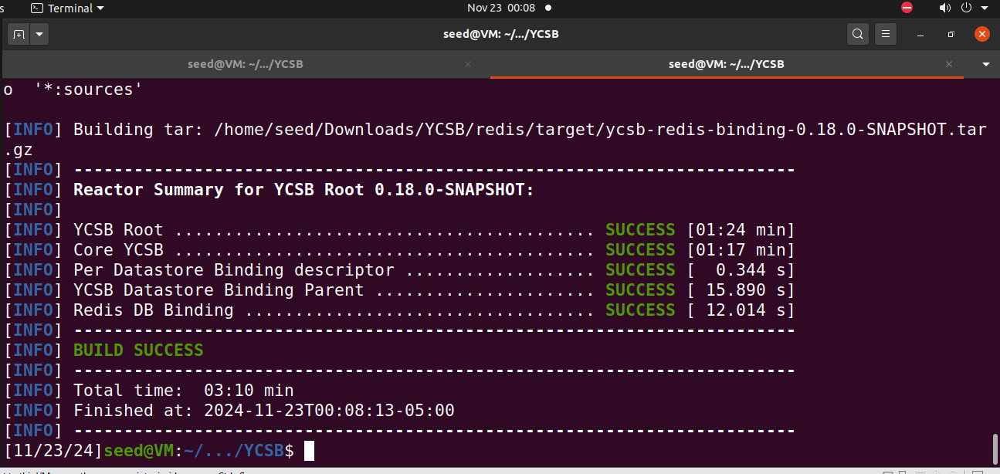 s Terminal Nov 23 00:08
seed@VM: ~/.../YCSB
seed@VM: ~/.../YCSB × seed@VM: ~/.../YCSB ×
o '*:sources'
[INFO] Building tar: /home/seed/Downloads/YCSB/redis/target/ycsb-redis-binding-0.18.0-SNAPSHOT.tar
.gz
[INFO] ------------------------------------------------------------------------
[INFO] Reactor Summary for YCSB Root 0.18.0-SNAPSHOT:
[INFO]
[INFO] YCSB Root .......................................... SUCCESS [01:24 min]
[INFO] Core YCSB .......................................... SUCCESS [01:17 min]
[INFO] Per Datastore Binding descriptor ................... SUCCESS [  0.344 s]
[INFO] YCSB Datastore Binding Parent ...................... SUCCESS [ 15.890 s]
[INFO] Redis DB Binding ................................... SUCCESS [ 12.014 s]
[INFO] ------------------------------------------------------------------------
[INFO] BUILD SUCCESS
[INFO] ------------------------------------------------------------------------
[INFO] Total time:  03:10 min
[INFO] Finished at: 2024-11-23T00:08:13-05:00
[INFO] ------------------------------------------------------------------------
[11/23/24]seed@VM:~/.../YCSB$